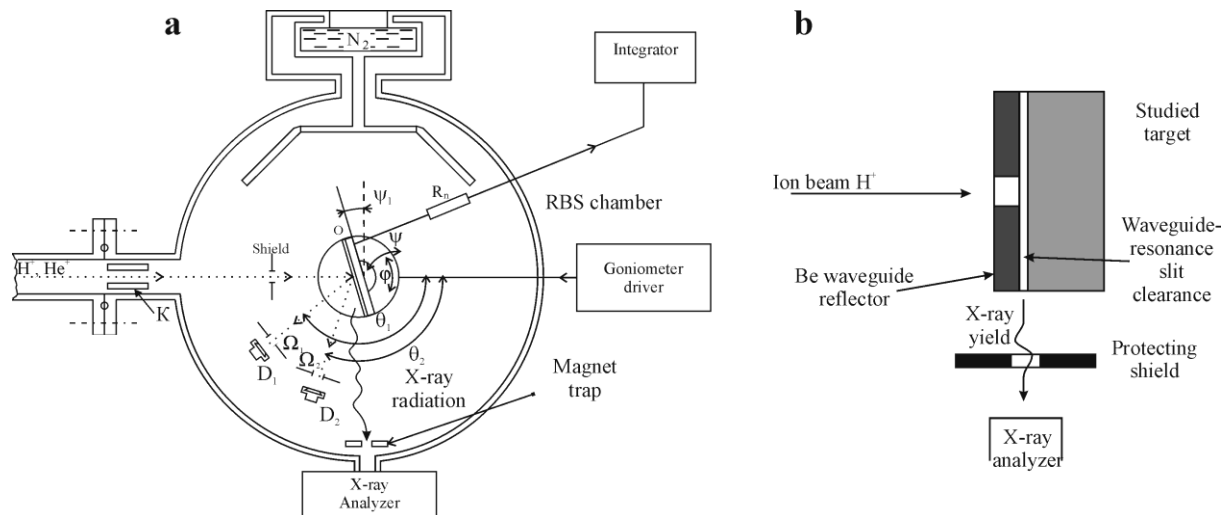 a
N₂
Integrator
Rₙ
ψ₁
RBS chamber
O
ψ
φ
H⁺, He⁺
Shield
K
Goniometer
driver
θ₁
θ₂
Ω₁
Ω₂
D₁
D₂
X-ray
radiation
Magnet
trap
X-ray
Analyzer
b
Studied
target
Ion beam H⁺
Waveguide-
resonance
slit
clearance
Be waveguide
reflector
X-ray
yield
Protecting
shield
X-ray
analyzer